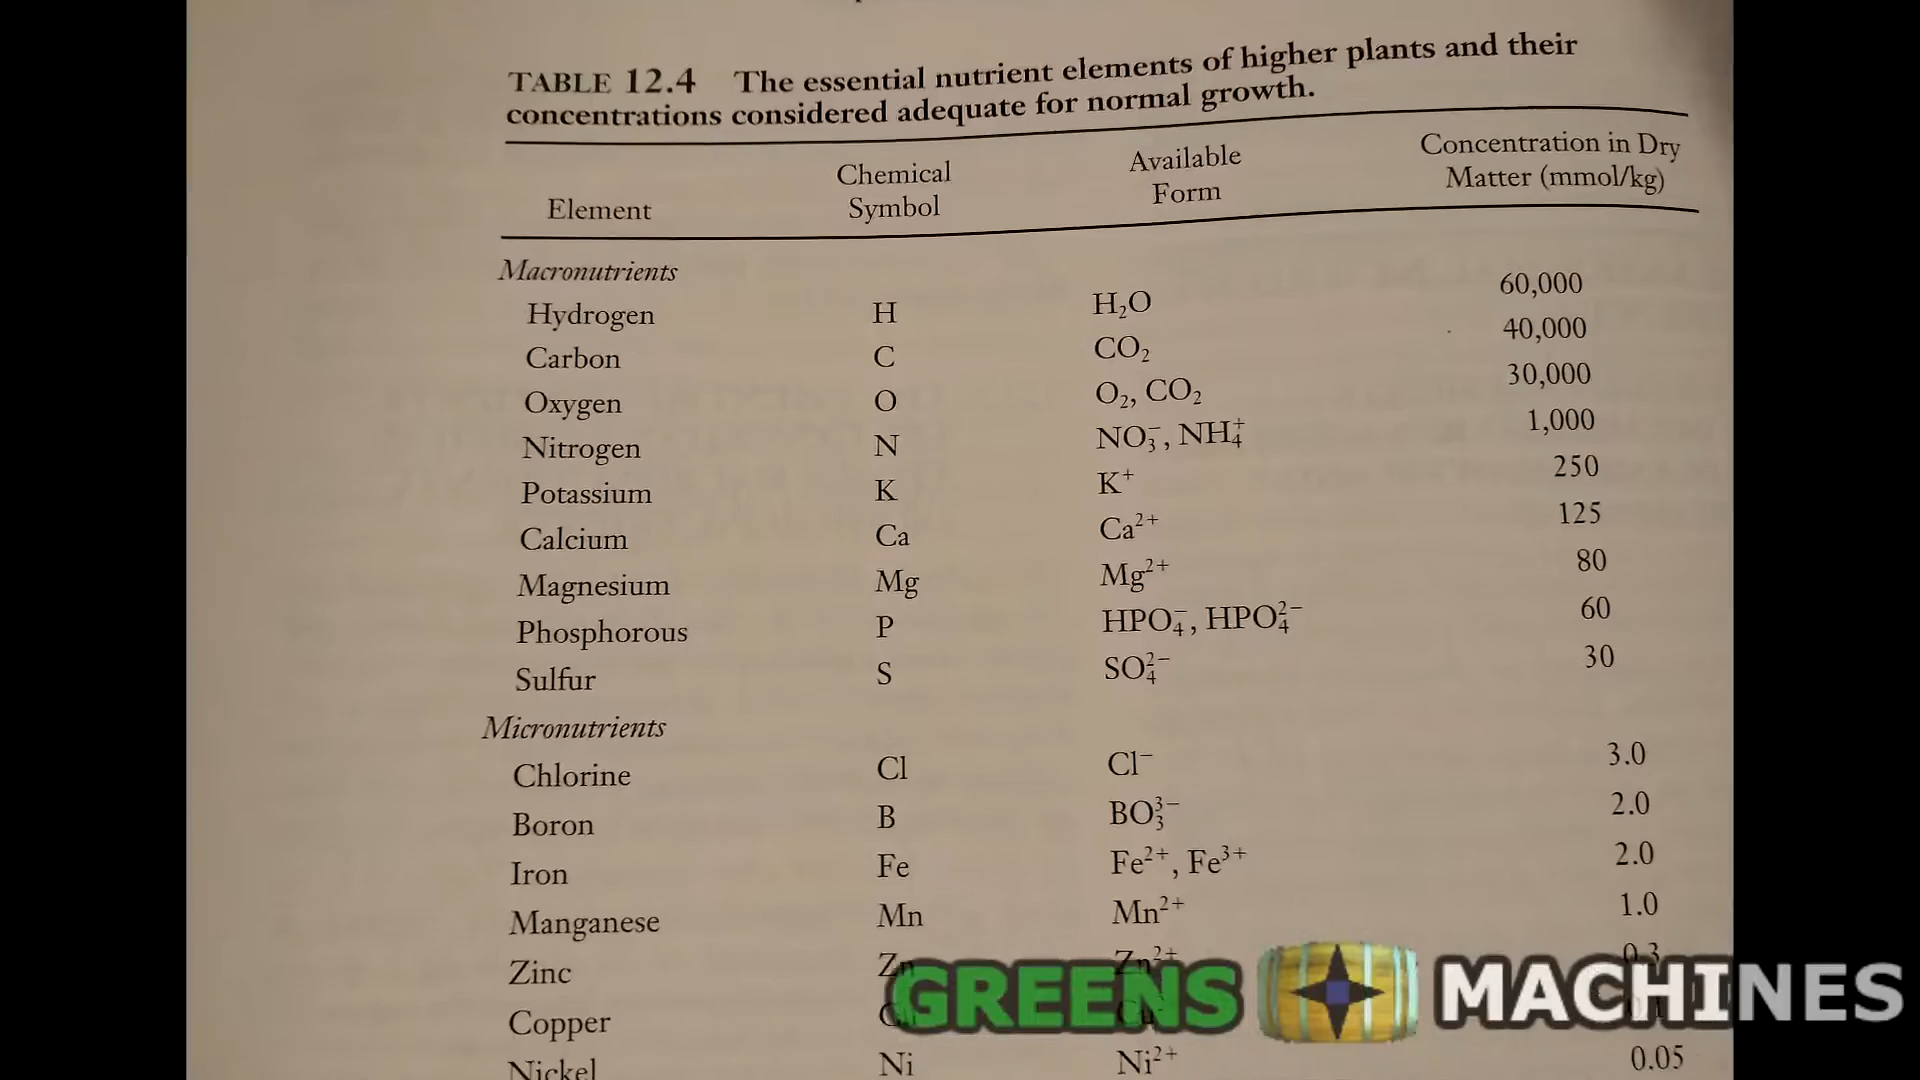 TABLE 12.4 The essential nutrient elements of higher plants and their
concentrations considered adequate for normal growth.
Element Chemical Symbol Available Form Concentration in Dry Matter (mmol/kg)
Macronutrients
Hydrogen H H₂O 60,000
Carbon C CO₂ 40,000
Oxygen O O₂, CO₂ 30,000
Nitrogen N NO₃⁻, NH₄⁺ 1,000
Potassium K K⁺ 250
Calcium Ca Ca²⁺ 125
Magnesium Mg Mg²⁺ 80
Phosphorous P HPO₄⁻, HPO₄²⁻ 60
Sulfur S SO₄²⁻ 30
Micronutrients
Chlorine Cl Cl⁻ 3.0
Boron B BO₃³⁻ 2.0
Iron Fe Fe²⁺, Fe³⁺ 2.0
Manganese Mn Mn²⁺ 1.0
Zinc Zn Zn²⁺ 0.3
Copper
Nickel Ni Ni²⁺ 0.05
GREENS MACHINES